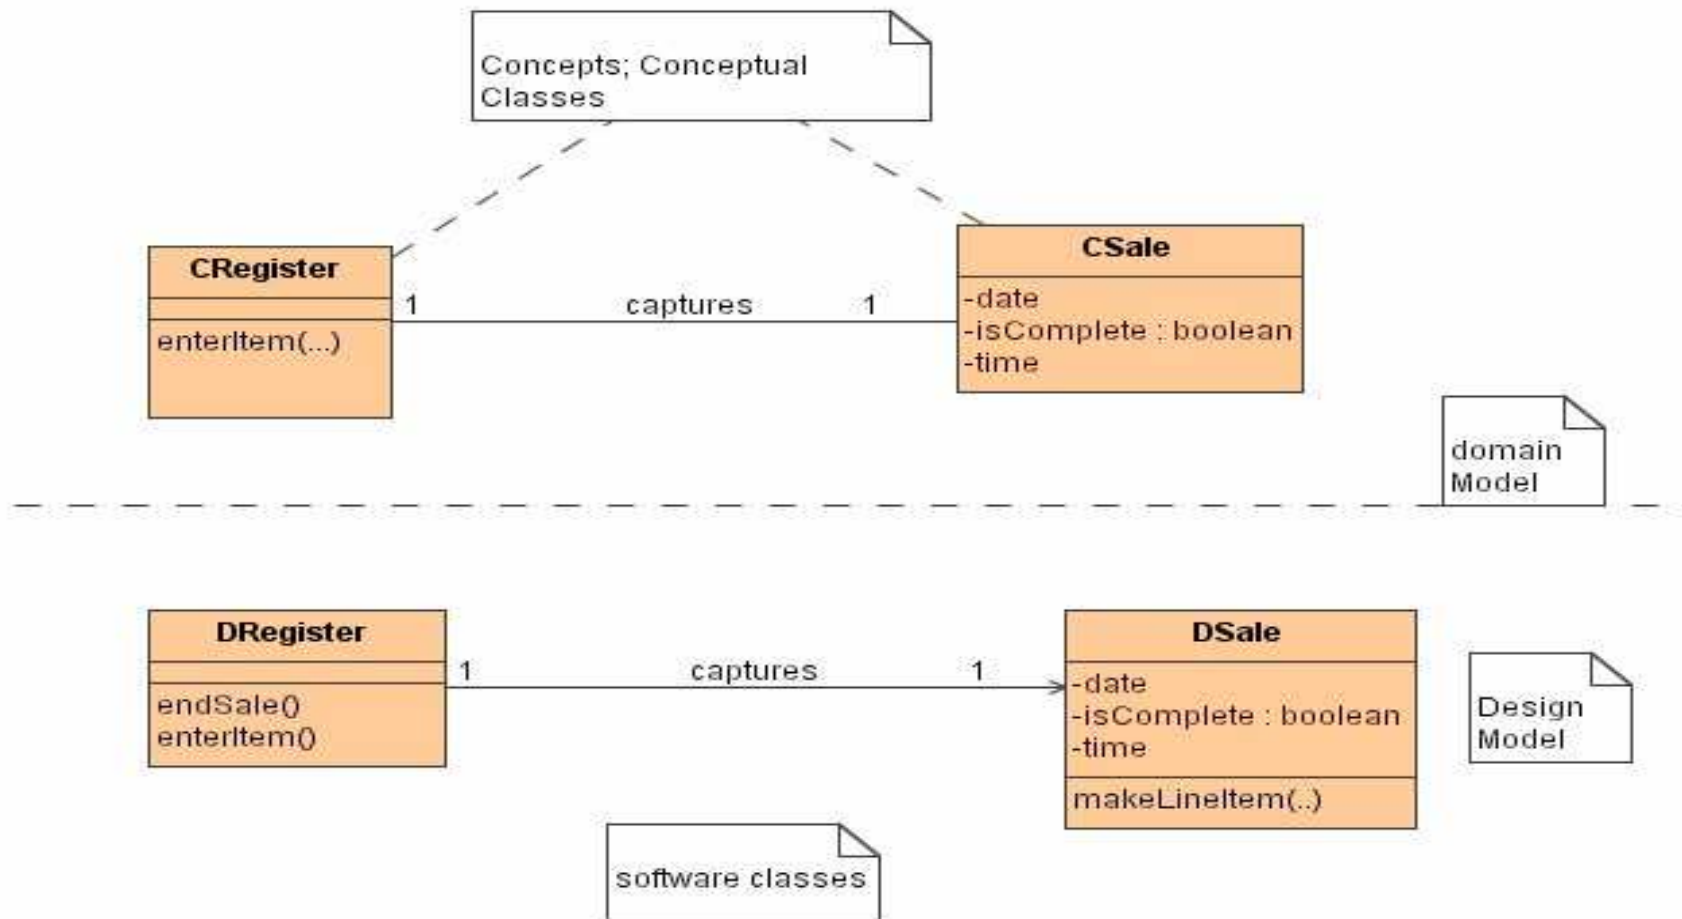 Concepts; Conceptual
Classes
CRegister
enterItem(...)
1
captures
1
CSale
-date
-isComplete : boolean
-time
domain
Model
DRegister
endSale()
enterItem()
1
captures
1
DSale
-date
-isComplete : boolean
-time
makeLineItem(..)
Design
Model
software classes